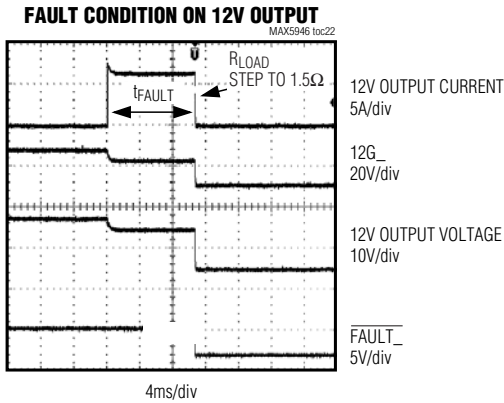 FAULT CONDITION ON 12V OUTPUT
MAX5946 toc22
RLOAD
STEP TO 1.5Ω
tFAULT
12V OUTPUT CURRENT
5A/div
12G_
20V/div
12V OUTPUT VOLTAGE
10V/div
FAULT_
5V/div
4ms/div